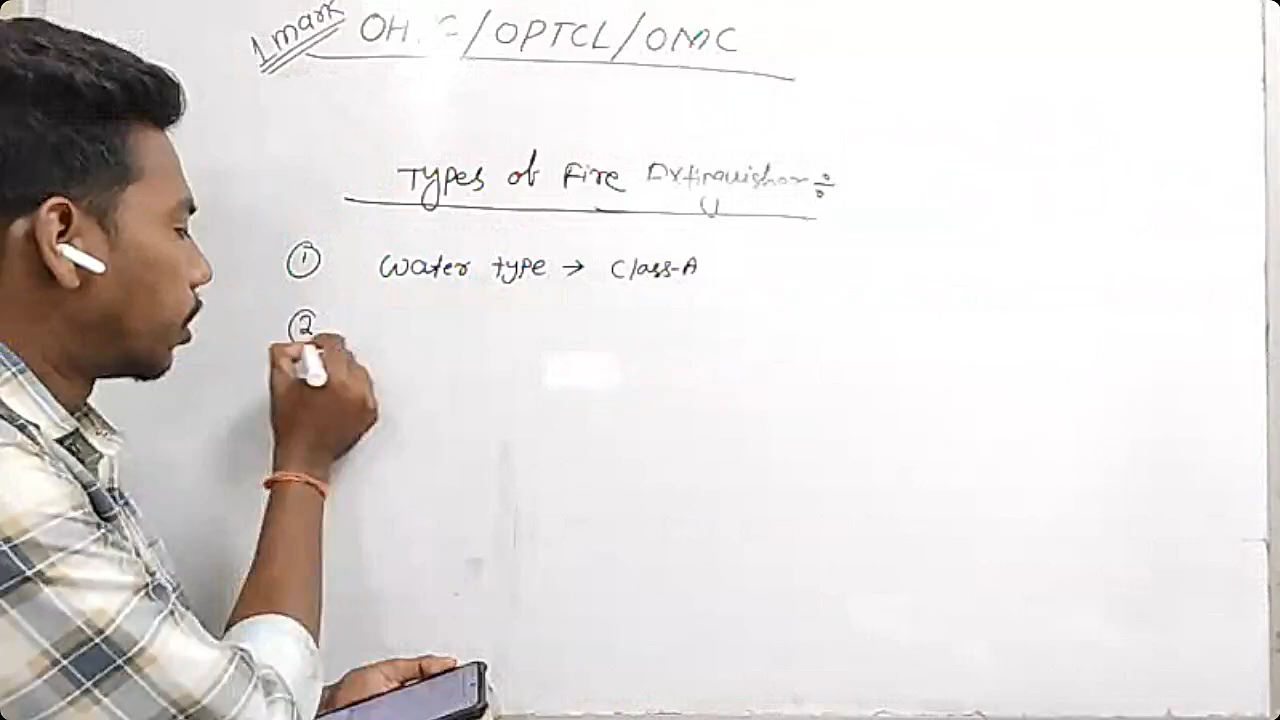 1 mark OH /OPTCL/OMC
Types of Fire Extinguisher ÷
① Water type → Class-A
②